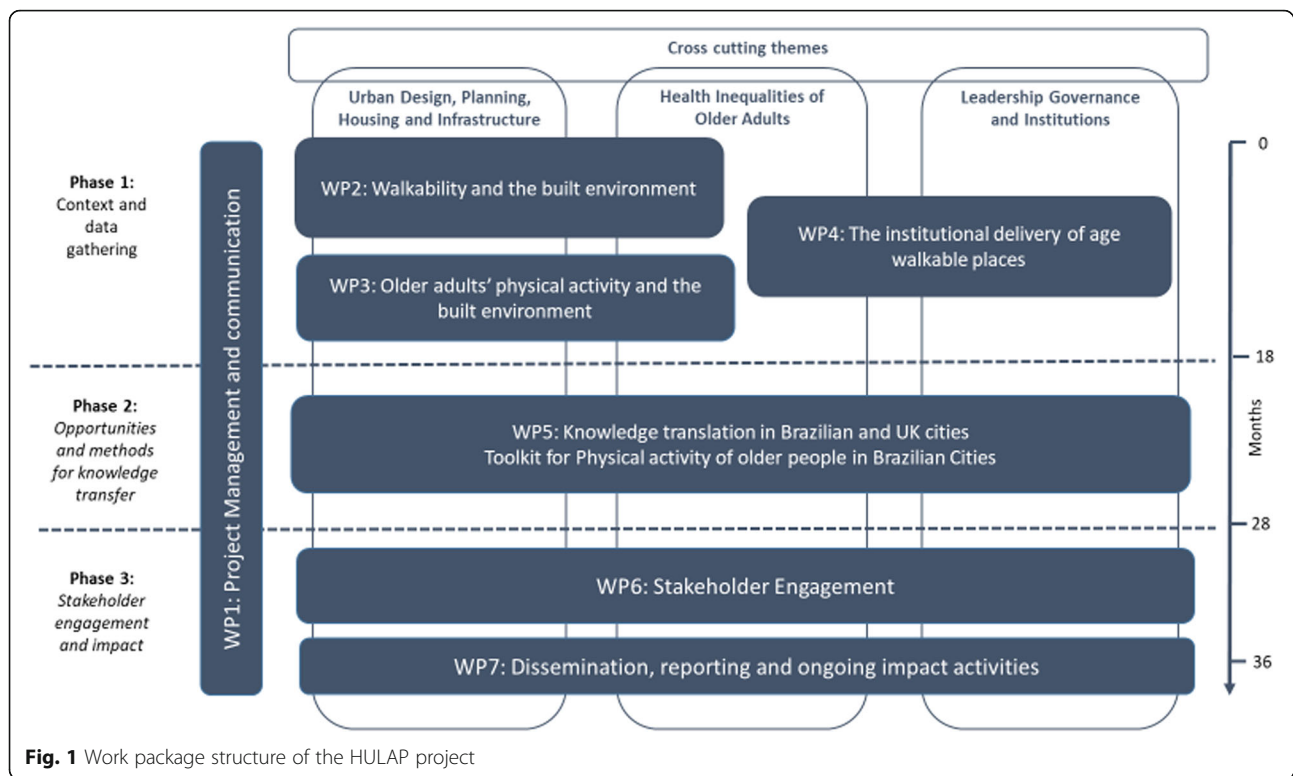 Cross cutting themes
Urban Design, Planning,
Housing and Infrastructure
Health Inequalities of
Older Adults
Leadership Governance
and Institutions
0
Phase 1:
Context and
data
gathering
WP1: Project Management and communication
WP2: Walkability and the built environment
WP4: The institutional delivery of age
walkable places
WP3: Older adults' physical activity and the
built environment
18
Phase 2:
Opportunities
and methods
for knowledge
transfer
WP5: Knowledge translation in Brazilian and UK cities
Toolkit for Physical activity of older people in Brazilian Cities
Months
28
Phase 3:
Stakeholder
engagement
and impact
WP6: Stakeholder Engagement
WP7: Dissemination, reporting and ongoing impact activities
36
Fig. 1 Work package structure of the HULAP project